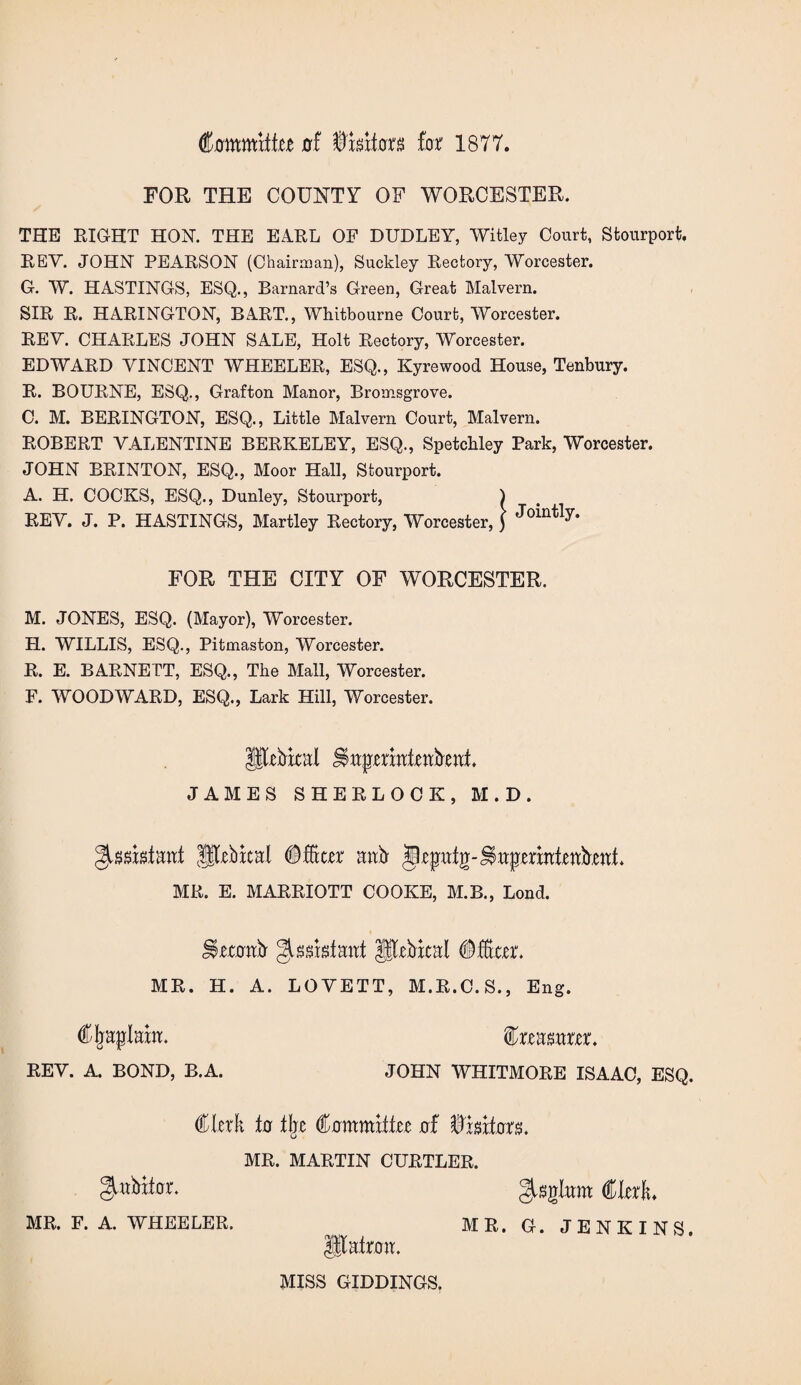 Committee of Visitors for 1877.
FOR THE COUNTY OF WORCESTER.
THE RIGHT HON. THE EARL OF DUDLEY, Witley Court, Stourport.
REV. JOHN PEARSON (Chairman), Suckley Rectory, Worcester.
G. W. HASTINGS, ESQ., Barnard's Green, Great Malvern.
SIR R. HARINGTON, BART., Whitbourne Court, Worcester.
REV. CHARLES JOHN SALE, Holt Rectory, Worcester.
EDWARD VINCENT WHEELER, ESQ., Kyrewood House, Tenbury.
R. BOURNE, ESQ., Grafton Manor, Bromsgrove.
C. M. BERINGTON, ESQ., Little Malvern Court, Malvern.
ROBERT VALENTINE BERKELEY, ESQ., Spetchley Park, Worcester.
JOHN BRINTON, ESQ., Moor Hall, Stourport.
A. H. COCKS, ESQ., Dunley, Stourport,
REV. J. P. HASTINGS, Martley Rectory, Worcester, } Jointly.
FOR THE CITY OF WORCESTER.
M. JONES, ESQ. (Mayor), Worcester.
H. WILLIS, ESQ., Pitmaston, Worcester.
R. E. BARNETT, ESQ., The Mall, Worcester.
F. WOODWARD, ESQ., Lark Hill, Worcester.
Medical Superintendent.
JAMES SHERLOCK, M.D.
Assistant Medical Officer and Deputy-Superintendent.
MR. E. MARRIOTT COOKE, M.B., Lond.
Second Assistant Medical Officer.
MR. H. A. LOVETT, M.R.C.S., Eng.
Chaplain. Treasurer.
REV. A. BOND, B.A. JOHN WHITMORE ISAAC, ESQ.
Clerk to the Committee of Visitors.
MR. MARTIN CURTLER.
Auditor. Asylum Clerk.
MR. F. A. WHEELER. MR. G. JENKINS.
Matron.
MISS GIDDINGS.